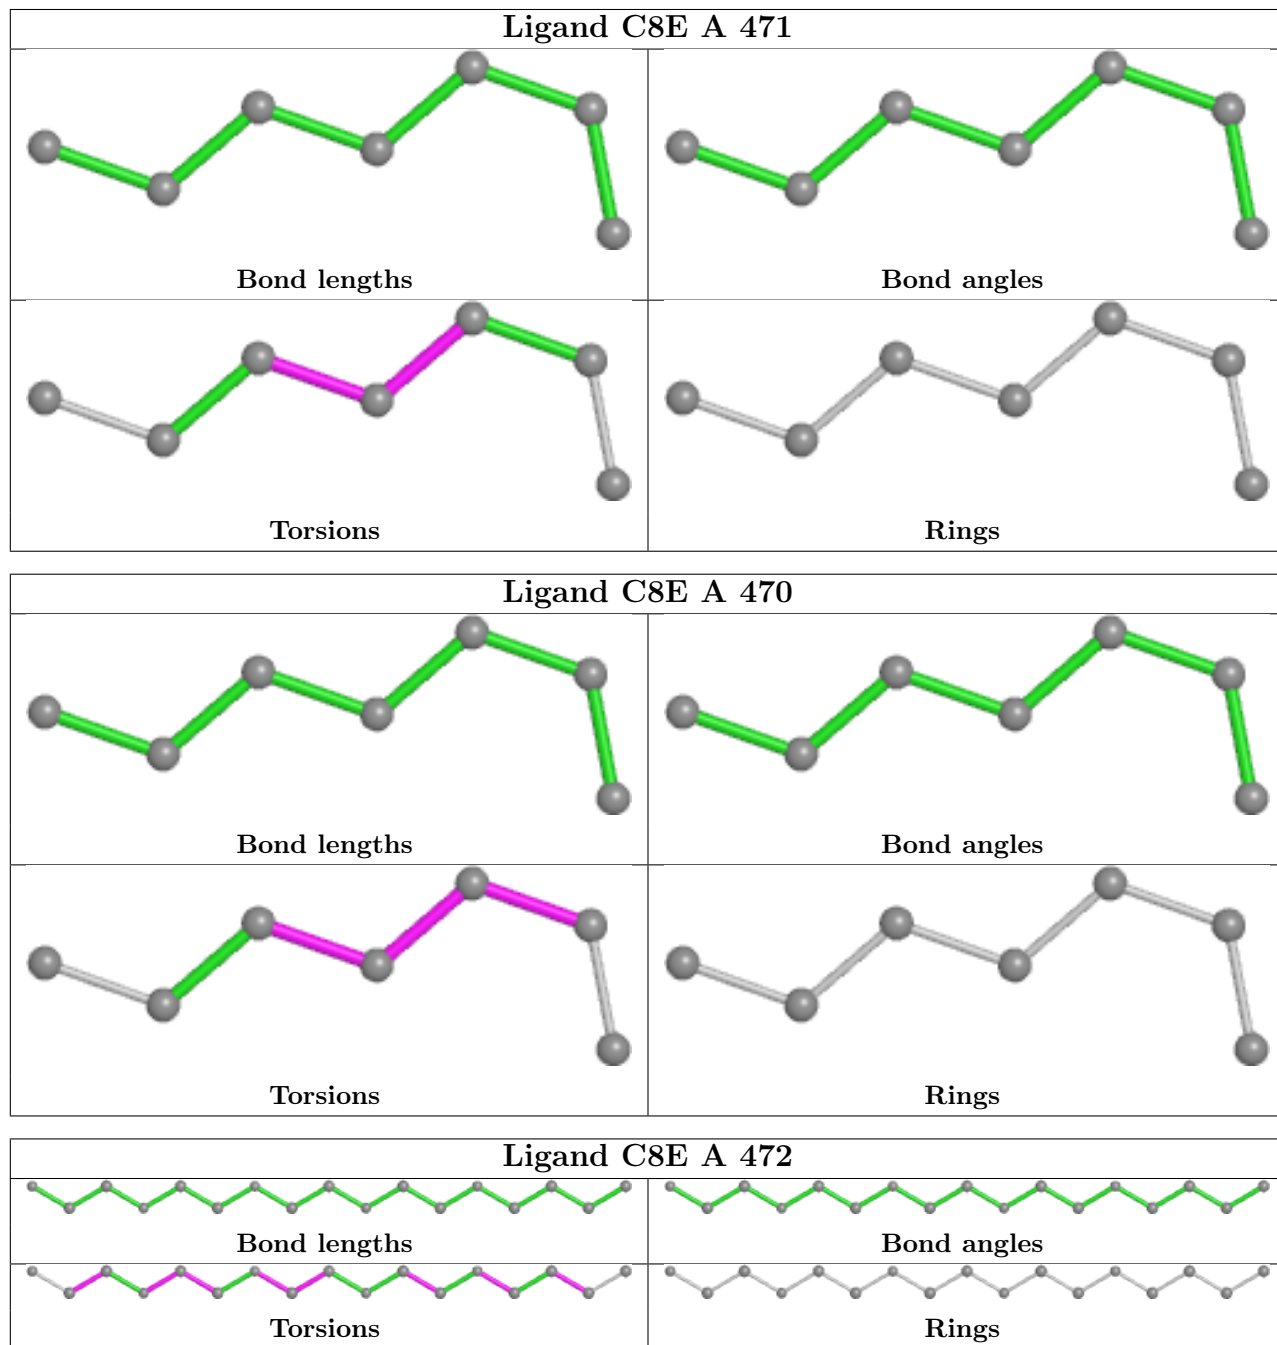 Ligand C8E A 471
Bond lengths
Bond angles
Torsions
Rings
Ligand C8E A 470
Bond lengths
Bond angles
Torsions
Rings
Ligand C8E A 472
Bond lengths
Bond angles
Torsions
Rings